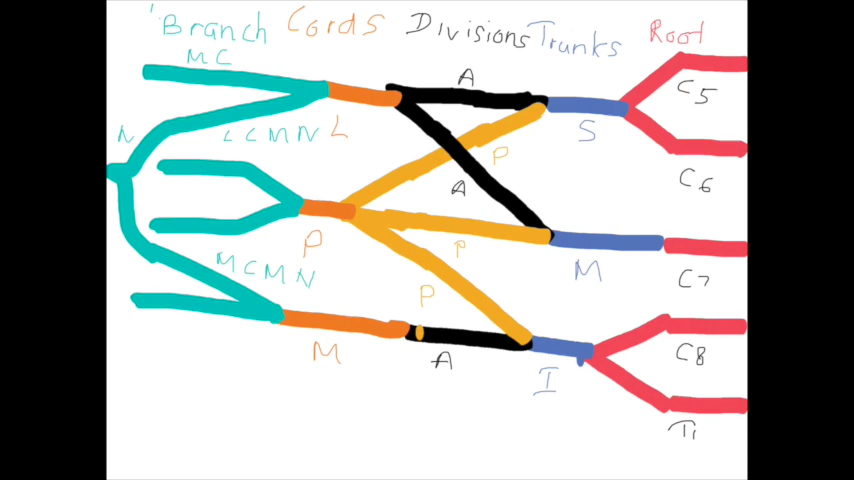 Branch Cords Divisions Trunks Root
MC
A
C5
N LCMN L
S
P
A
C6
P
P
M
MCMN
C7
P
M
A
I
C8
T1